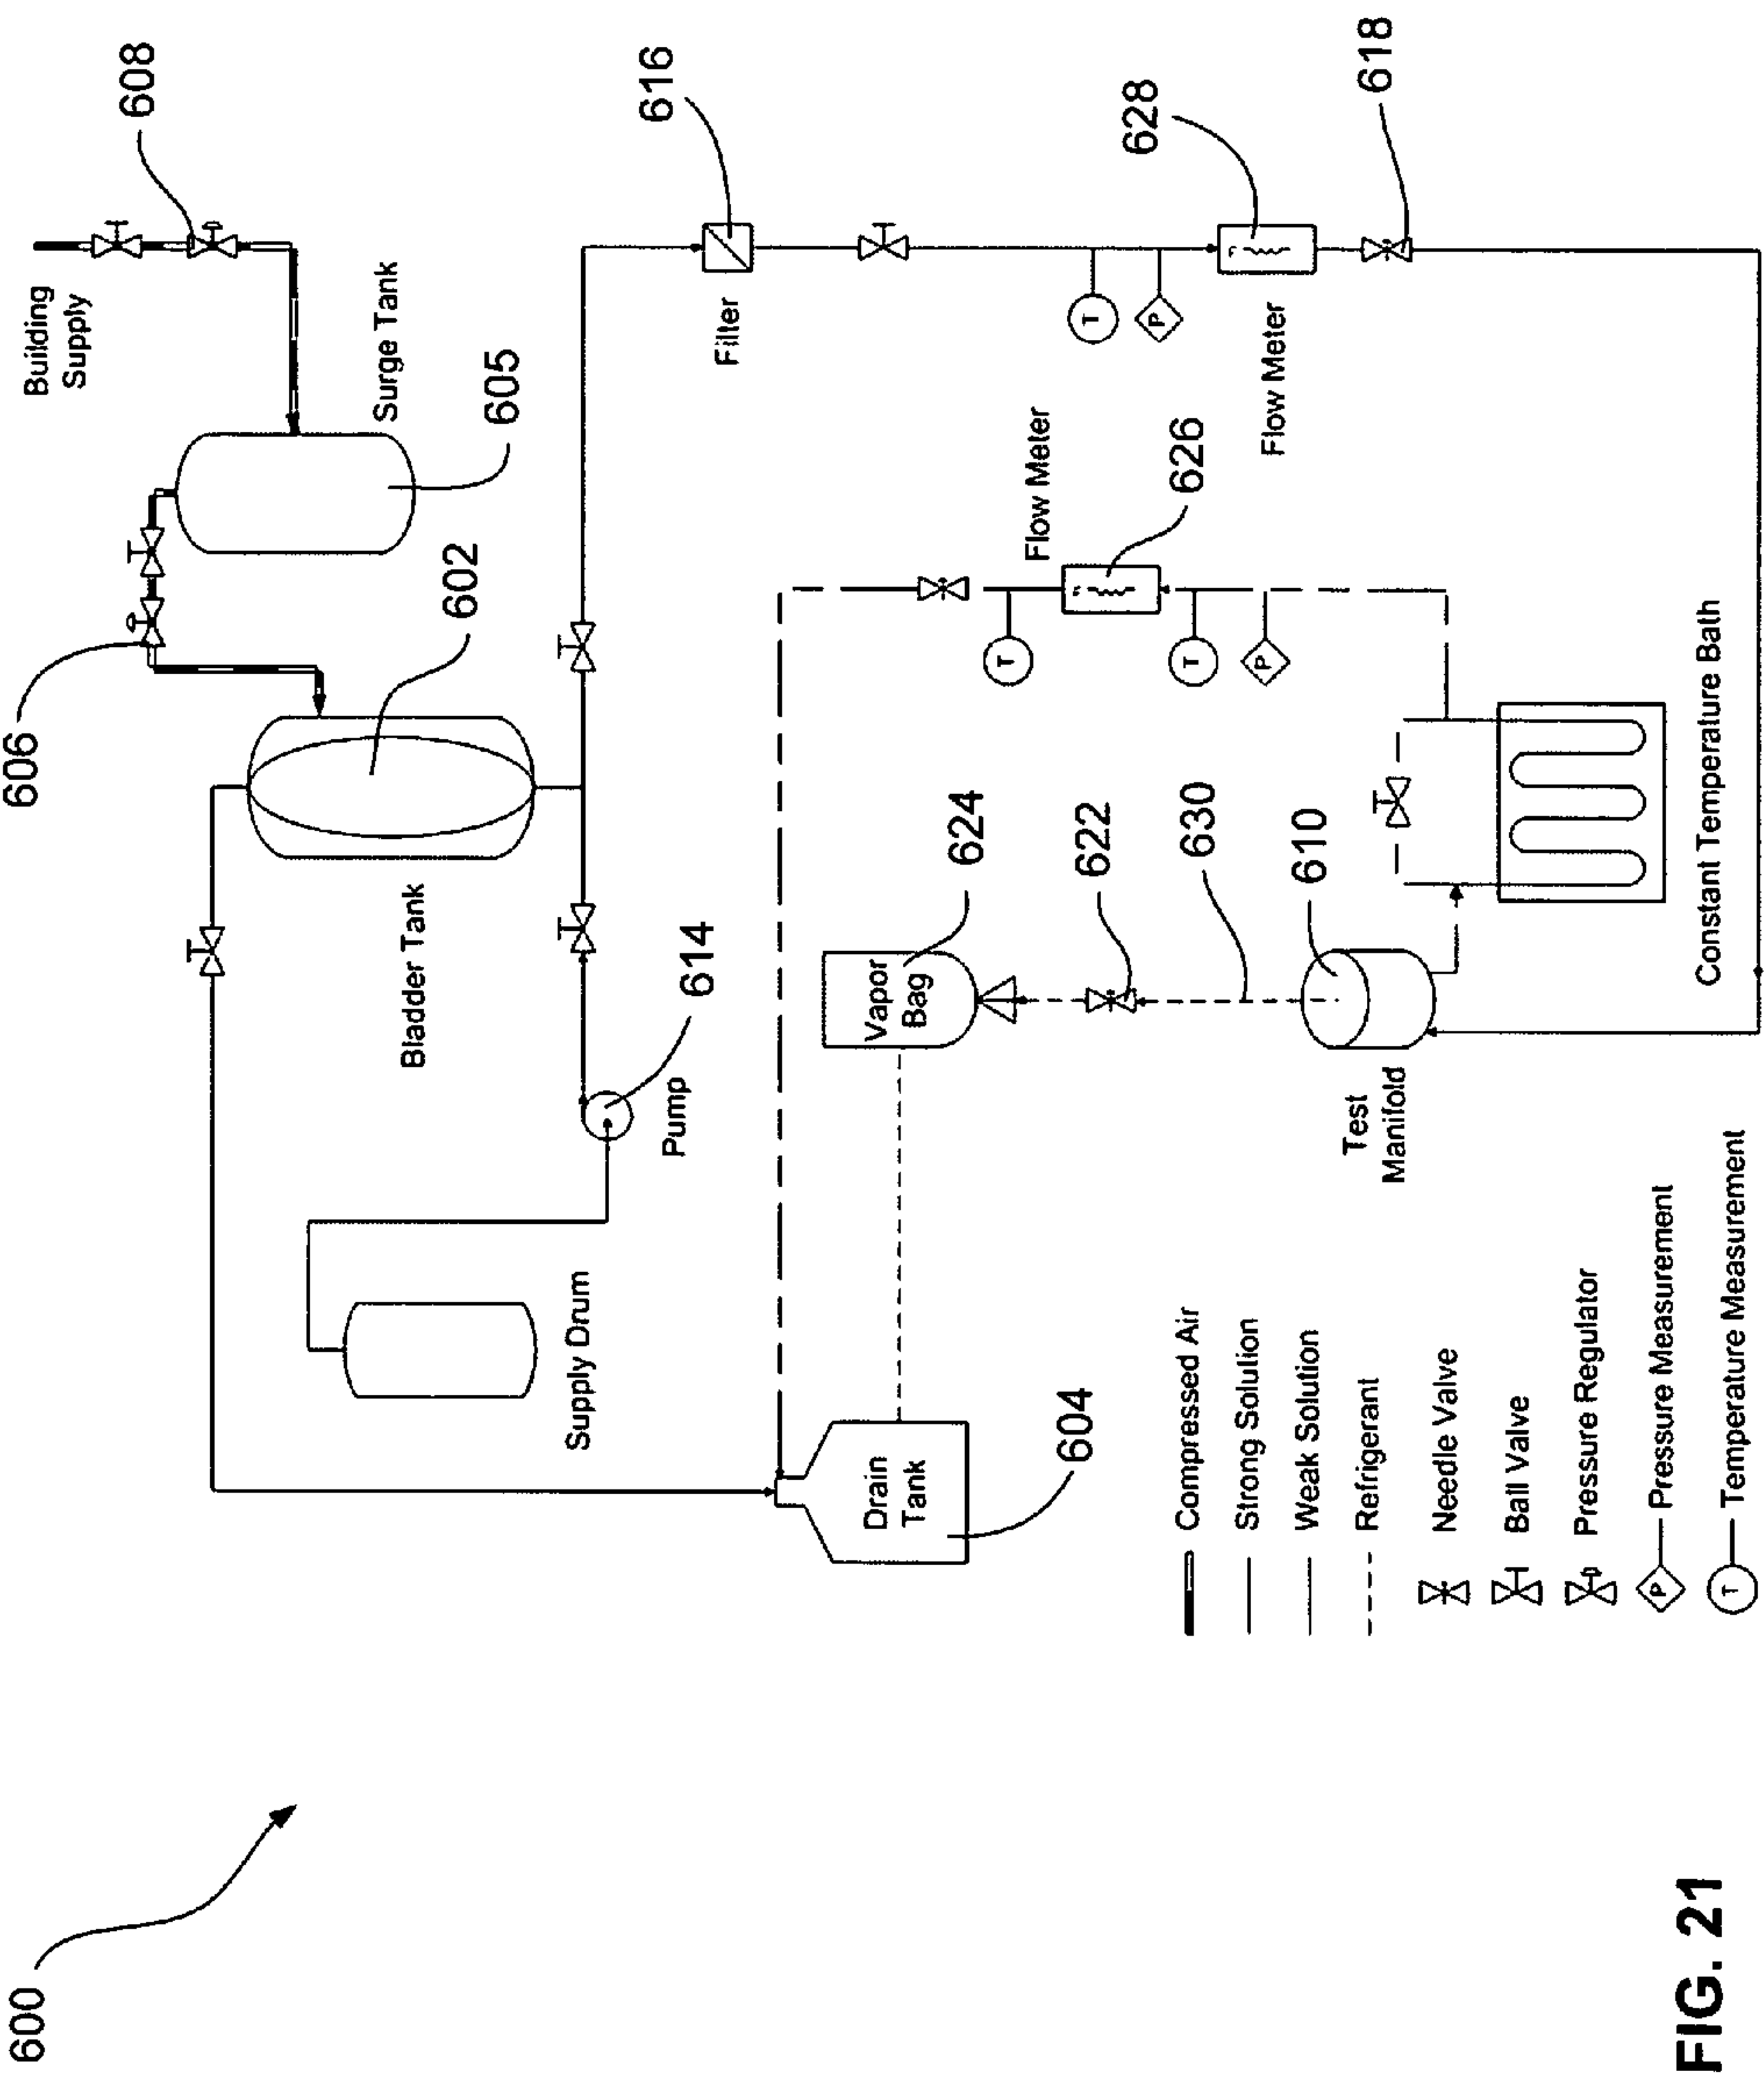 600
606
Building
Supply
608
Surge Tank
605
602
Bladder Tank
614
Pump
Supply Drum
616
Filter
Flow Meter
626
T
T
P
T
P
628
Flow Meter
618
Vapor
Bag
624
622
630
610
Test
Manifold
Constant Temperature Bath
Drain
Tank
604
Compressed Air
Strong Solution
Weak Solution
Refrigerant
Needle Valve
Ball Valve
Pressure Regulator
P Pressure Measurement
T Temperature Measurement
FIG. 21